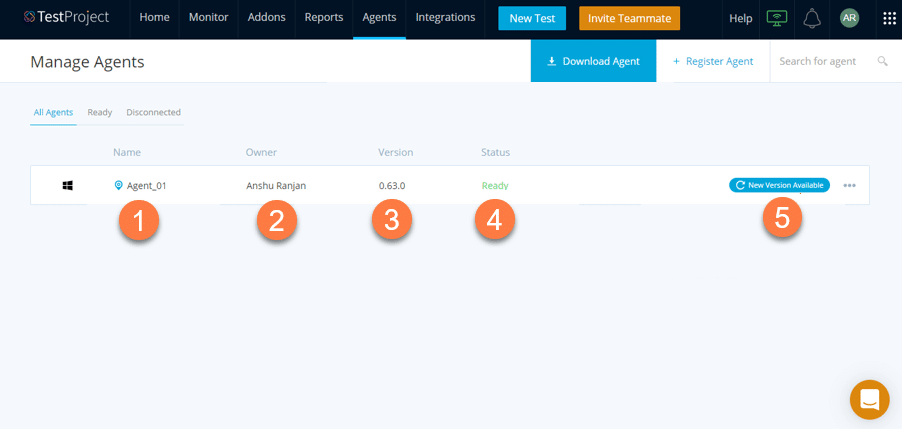 TestProject Home Monitor Addons Reports Agents Integrations New Test Invite Teammate Help AR
Manage Agents Download Agent + Register Agent Search for agent
All Agents Ready Disconnected
Name Owner Version Status
Agent_01 Anshu Ranjan 0.63.0 Ready New Version Available
1 2 3 4 5